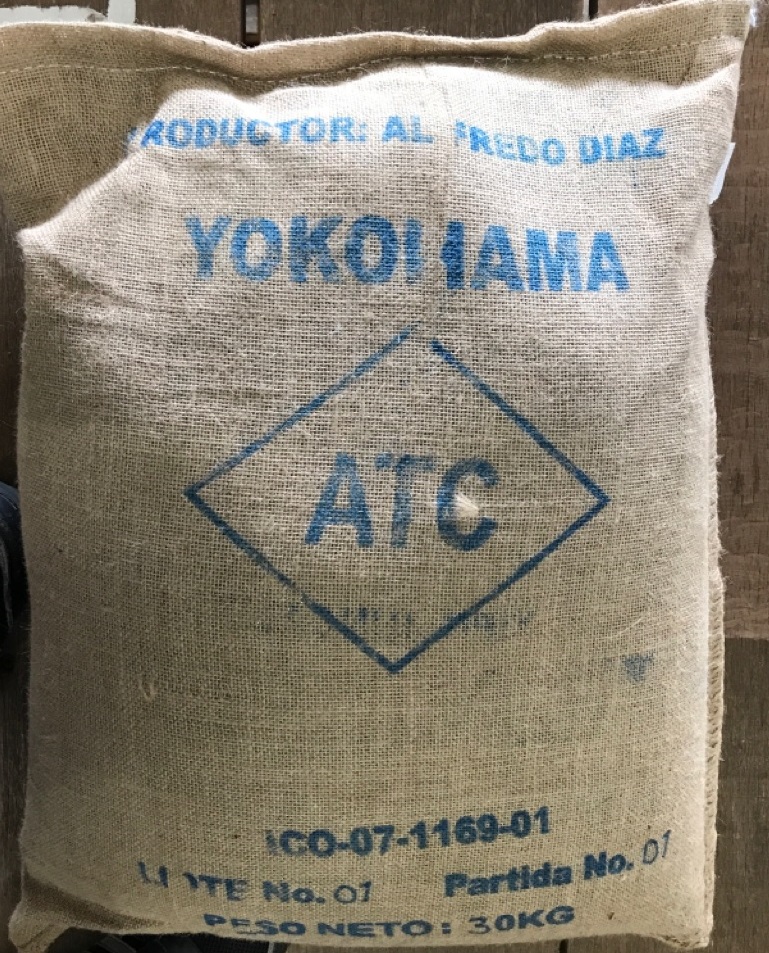 PRODUCTOR: ALFREDO DIAZ
YOKOHAMA
ATC
ICO-07-1169-01
LOTE No. 01 Partida No. 01
PESO NETO: 30KG